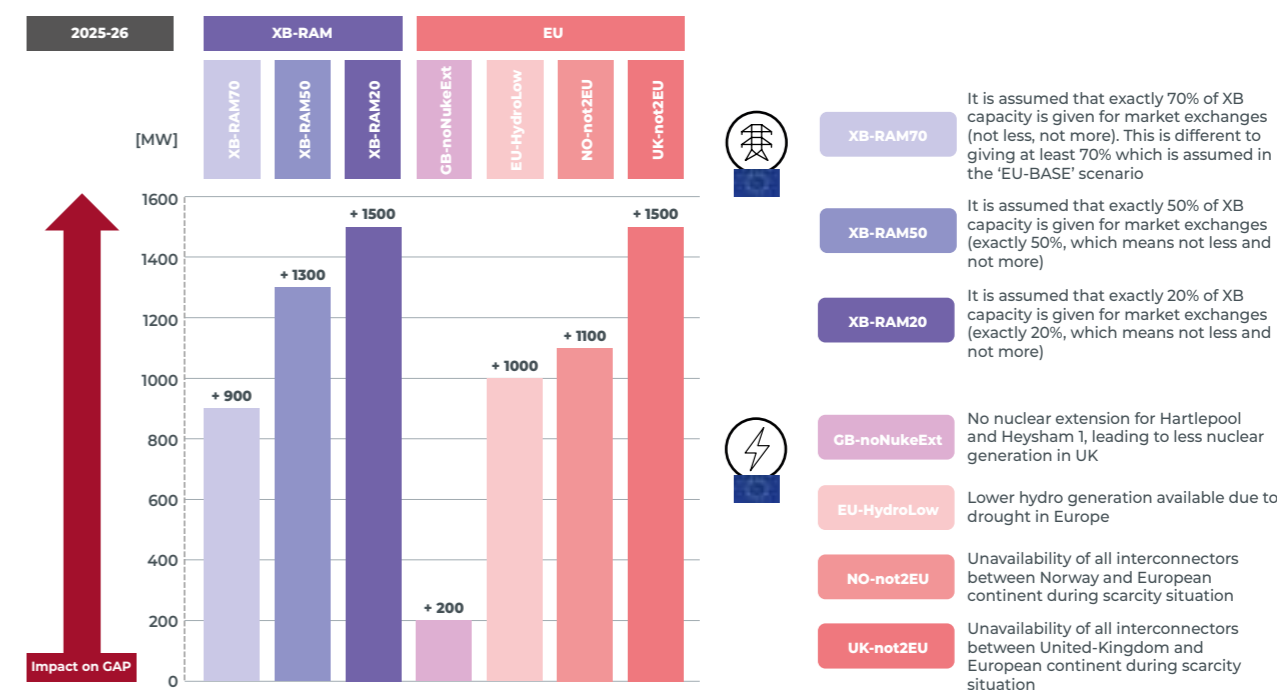 2025-26
XB-RAM
EU
[MW]
XB-RAM70
XB-RAM50
XB-RAM20
GB-noNukeExt
EU-HydroLow
NO-not2EU
UK-not2EU
1600
1400
1200
1000
800
600
400
200
0
+ 900
+ 1300
+ 1500
+ 200
+ 1000
+ 1100
+ 1500
Impact on GAP
XB-RAM70
It is assumed that exactly 70% of XB
capacity is given for market exchanges
(not less, not more). This is different to
giving at least 70% which is assumed in
the ‘EU-BASE’ scenario
XB-RAM50
It is assumed that exactly 50% of XB
capacity is given for market exchanges
(exactly 50%, which means not less and
not more)
XB-RAM20
It is assumed that exactly 20% of XB
capacity is given for market exchanges
(exactly 20%, which means not less and
not more)
GB-noNukeExt
No nuclear extension for Hartlepool
and Heysham 1, leading to less nuclear
generation in UK
EU-HydroLow
Lower hydro generation available due to
drought in Europe
NO-not2EU
Unavailability of all interconnectors
between Norway and European
continent during scarcity situation
UK-not2EU
Unavailability of all interconnectors
between United-Kingdom and
European continent during scarcity
situation